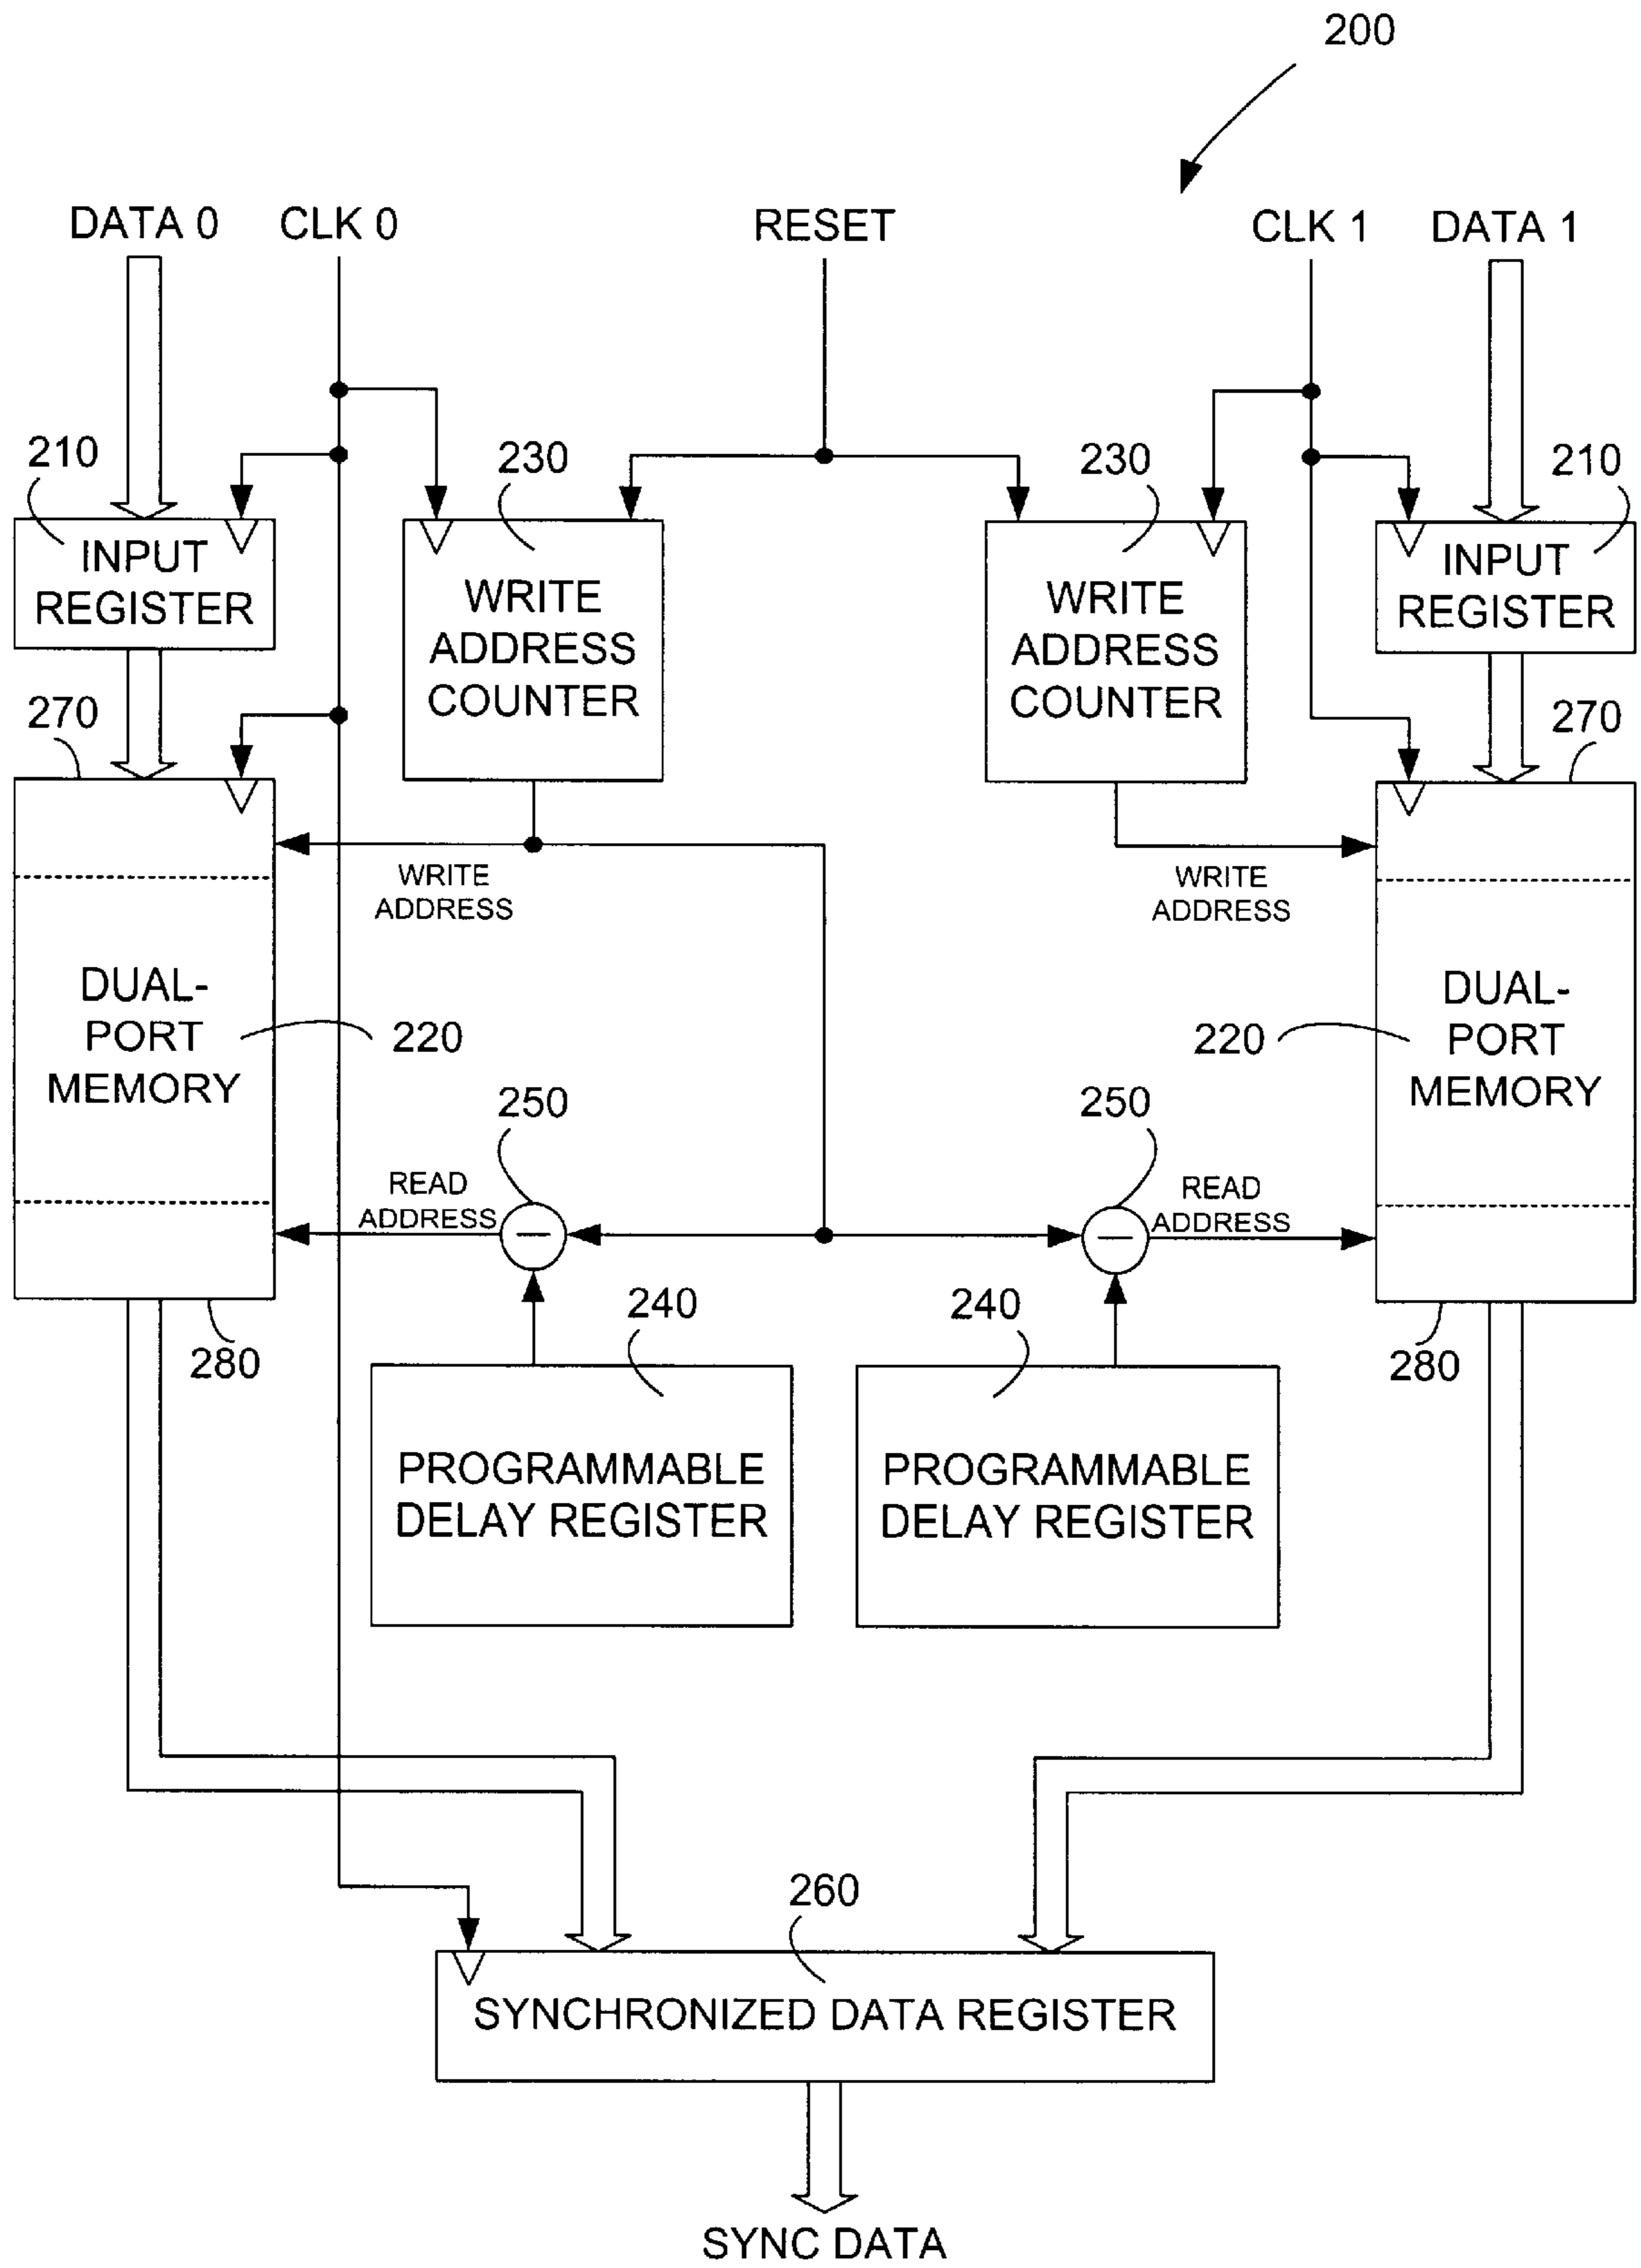 200
DATA 0
CLK 0
RESET
CLK 1
DATA 1
210
230
230
210
INPUT
REGISTER
WRITE
ADDRESS
COUNTER
WRITE
ADDRESS
COUNTER
INPUT
REGISTER
270
270
WRITE
ADDRESS
WRITE
ADDRESS
DUAL-
PORT
MEMORY
220
220
DUAL-
PORT
MEMORY
250
250
READ
ADDRESS
READ
ADDRESS
240
240
280
280
PROGRAMMABLE
DELAY REGISTER
PROGRAMMABLE
DELAY REGISTER
260
SYNCHRONIZED DATA REGISTER
SYNC DATA